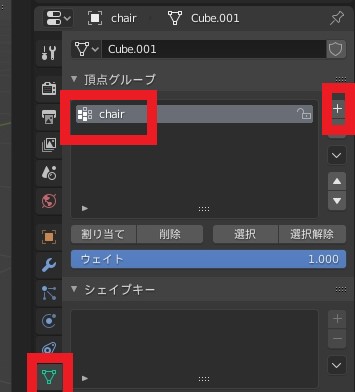 chair Cube.001
Cube.001
頂点グループ
chair
割り当て 削除 選択 選択解除
ウェイト 1.000
シェイプキー